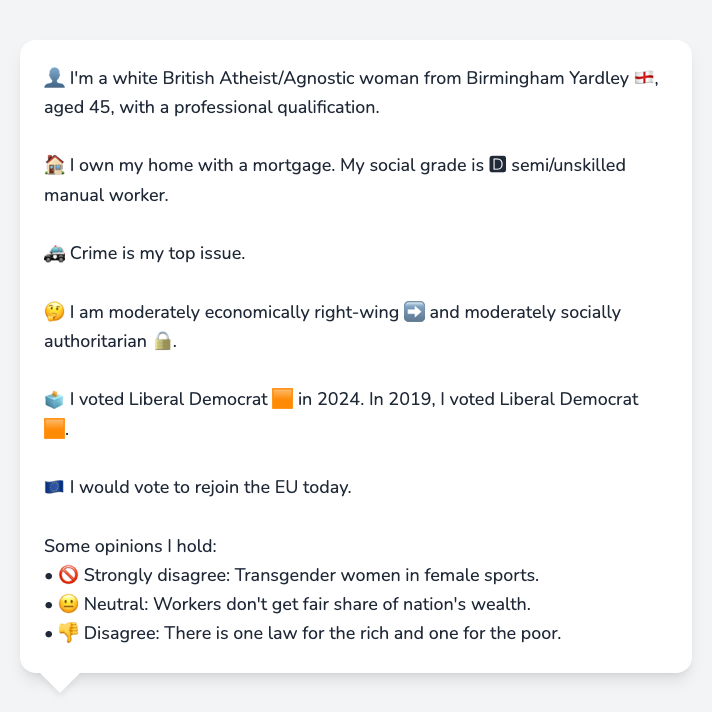 👤 I'm a white British Atheist/Agnostic woman from Birmingham Yardley 🏴󠁧󠁢󠁥󠁮󠁧󠁿,
aged 45, with a professional qualification.
🏠 I own my home with a mortgage. My social grade is 🅳 semi/unskilled
manual worker.
🚓 Crime is my top issue.
🤔 I am moderately economically right-wing ➡️ and moderately socially
authoritarian 🔒.
🗳️ I voted Liberal Democrat 🟧 in 2024. In 2019, I voted Liberal Democrat
🟧.
🇪🇺 I would vote to rejoin the EU today.
Some opinions I hold:
• 🚫 Strongly disagree: Transgender women in female sports.
• 😐 Neutral: Workers don't get fair share of nation's wealth.
• 👎 Disagree: There is one law for the rich and one for the poor.